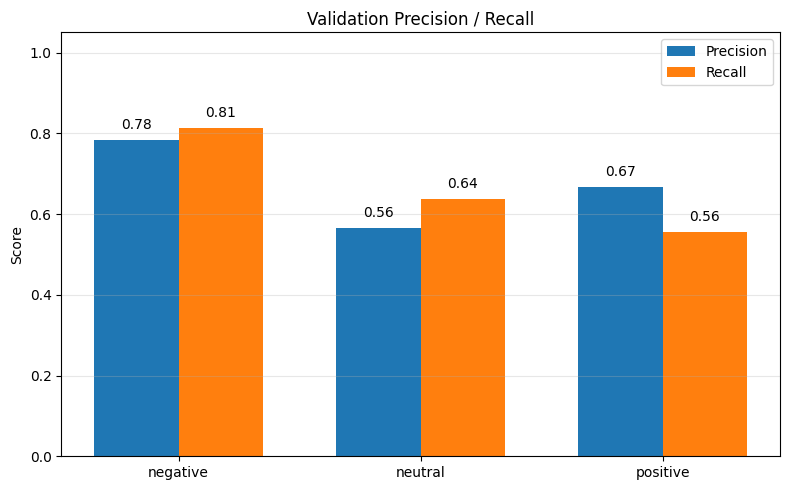 Validation Precision / Recall
Precision
Recall
1.0
0.8
0.6
0.4
0.2
0.0
Score
0.78
0.81
0.56
0.64
0.67
0.56
negative
neutral
positive